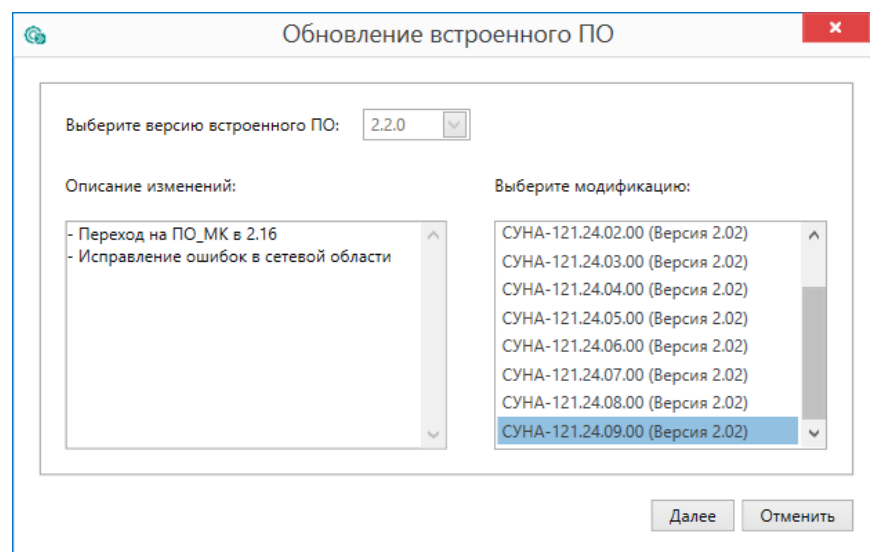 Обновление встроенного ПО
Выберите версию встроенного ПО: 2.2.0
Описание изменений:
- Переход на ПО_МК в 2.16
- Исправление ошибок в сетевой области
Выберите модификацию:
СУНА-121.24.02.00 (Версия 2.02)
СУНА-121.24.03.00 (Версия 2.02)
СУНА-121.24.04.00 (Версия 2.02)
СУНА-121.24.05.00 (Версия 2.02)
СУНА-121.24.06.00 (Версия 2.02)
СУНА-121.24.07.00 (Версия 2.02)
СУНА-121.24.08.00 (Версия 2.02)
СУНА-121.24.09.00 (Версия 2.02)
Далее Отменить